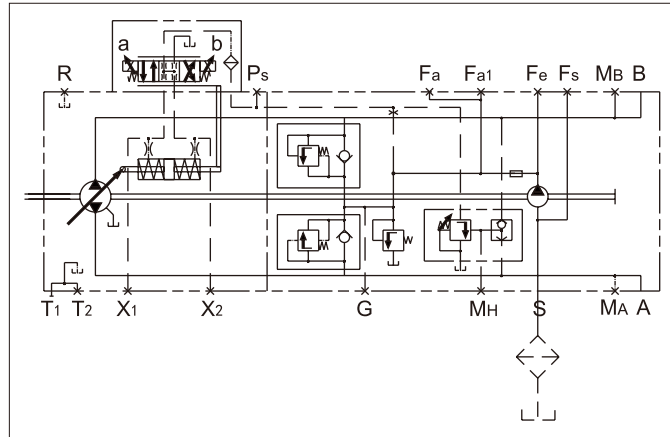 a b
R Ps Fa Fa1 Fe Fs MB B
T1 T2 X1 X2 G MH S MA A